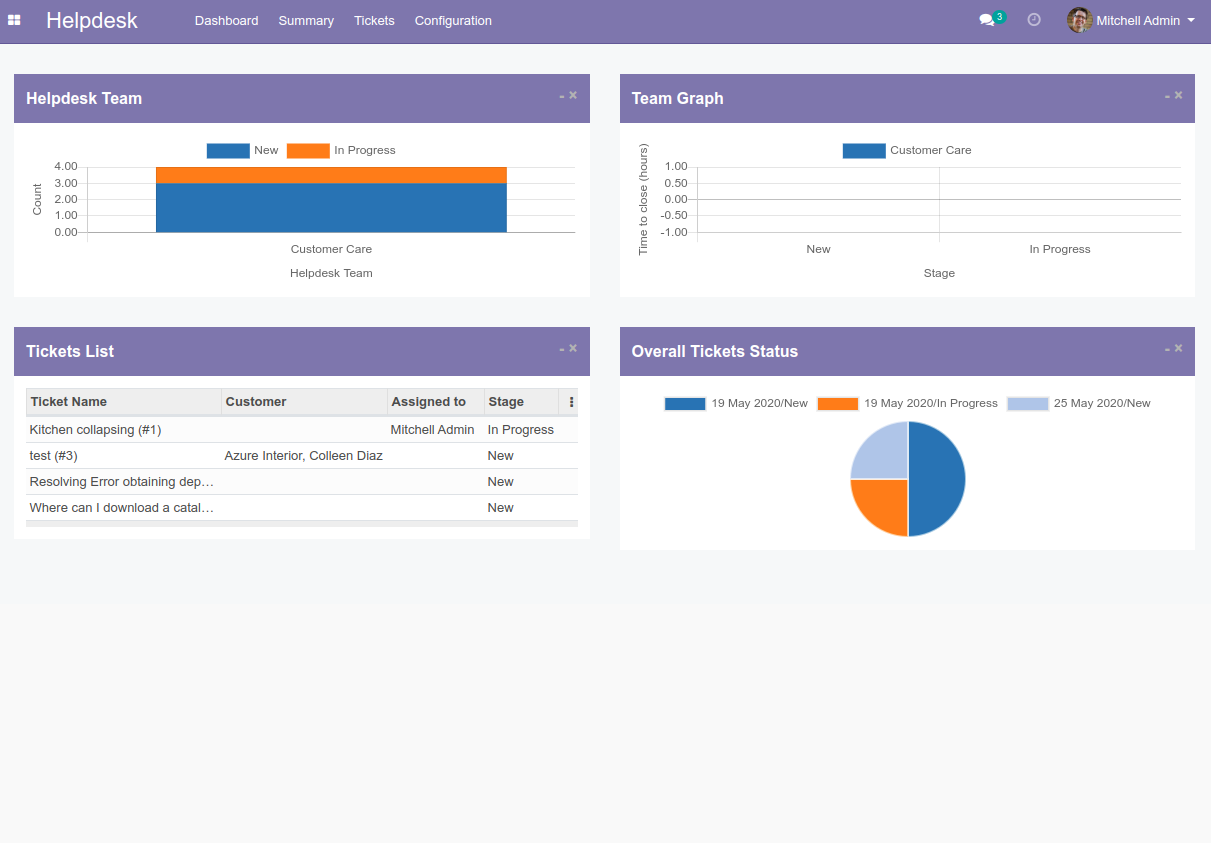 Helpdesk Dashboard Summary Tickets Configuration 3 Mitchell Admin
Helpdesk Team - ×
New In Progress
4.00
3.00
2.00
1.00
0.00
Count
Customer Care
Helpdesk Team
Team Graph - ×
Customer Care
1.00
0.50
0.00
-0.50
-1.00
Time to close (hours)
New In Progress
Stage
Tickets List - ×
Ticket Name Customer Assigned to Stage
Kitchen collapsing (#1) Mitchell Admin In Progress
test (#3) Azure Interior, Colleen Diaz New
Resolving Error obtaining dep… New
Where can I download a catal… New
Overall Tickets Status - ×
19 May 2020/New 19 May 2020/In Progress 25 May 2020/New